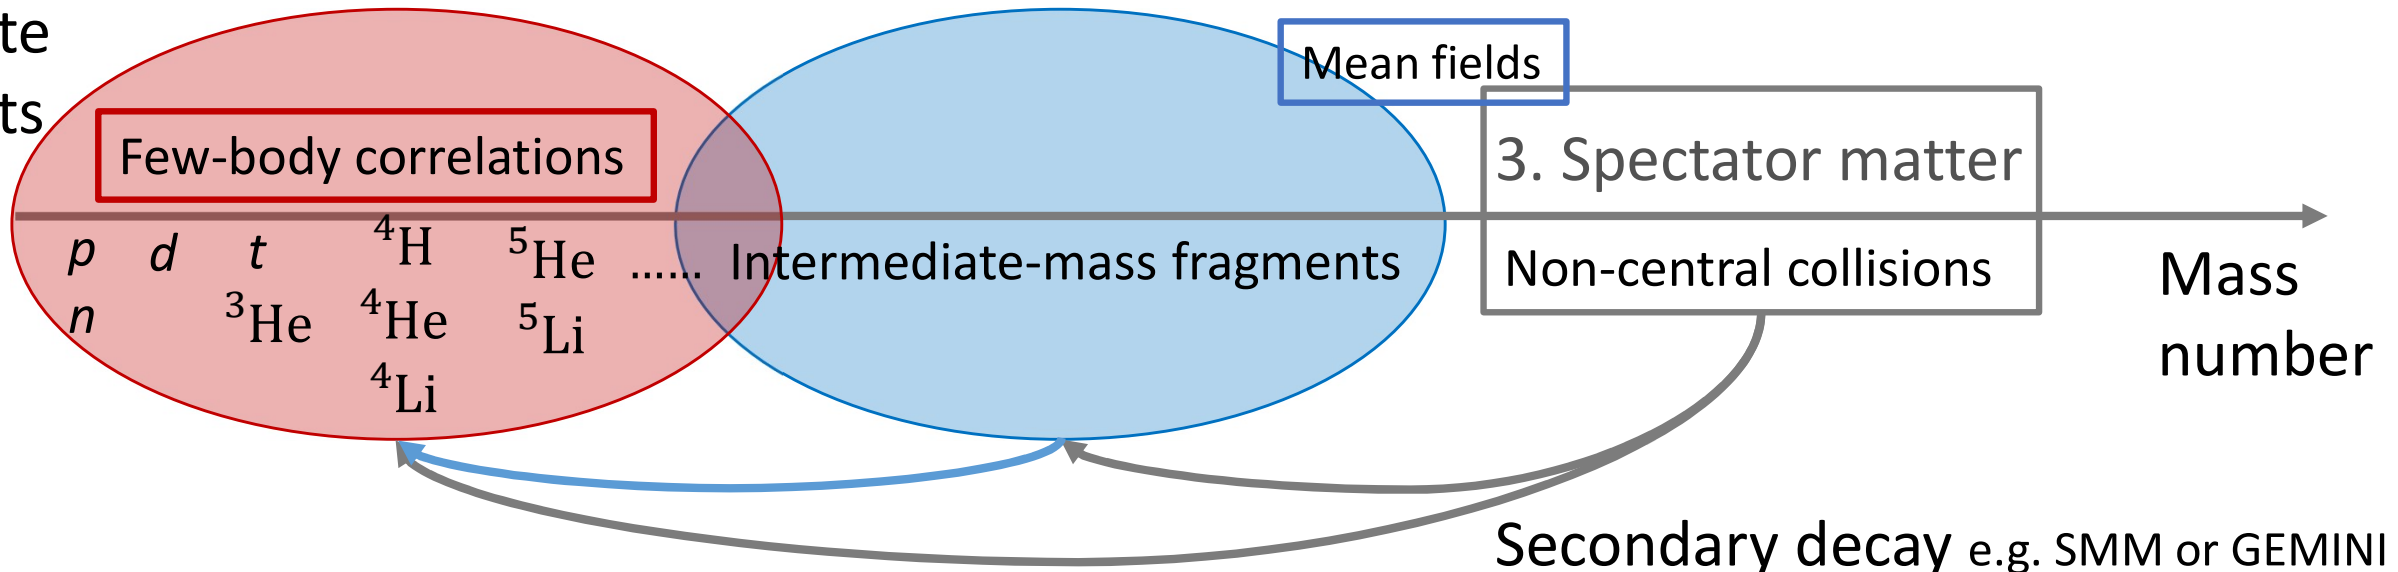 te
ts
Mean fields
Few-body correlations
3. Spectator matter
p d t ⁴H ⁵He ...... Intermediate-mass fragments
Non-central collisions
n ³He ⁴He ⁵Li
⁴Li
Mass
number
Secondary decay e.g. SMM or GEMINI